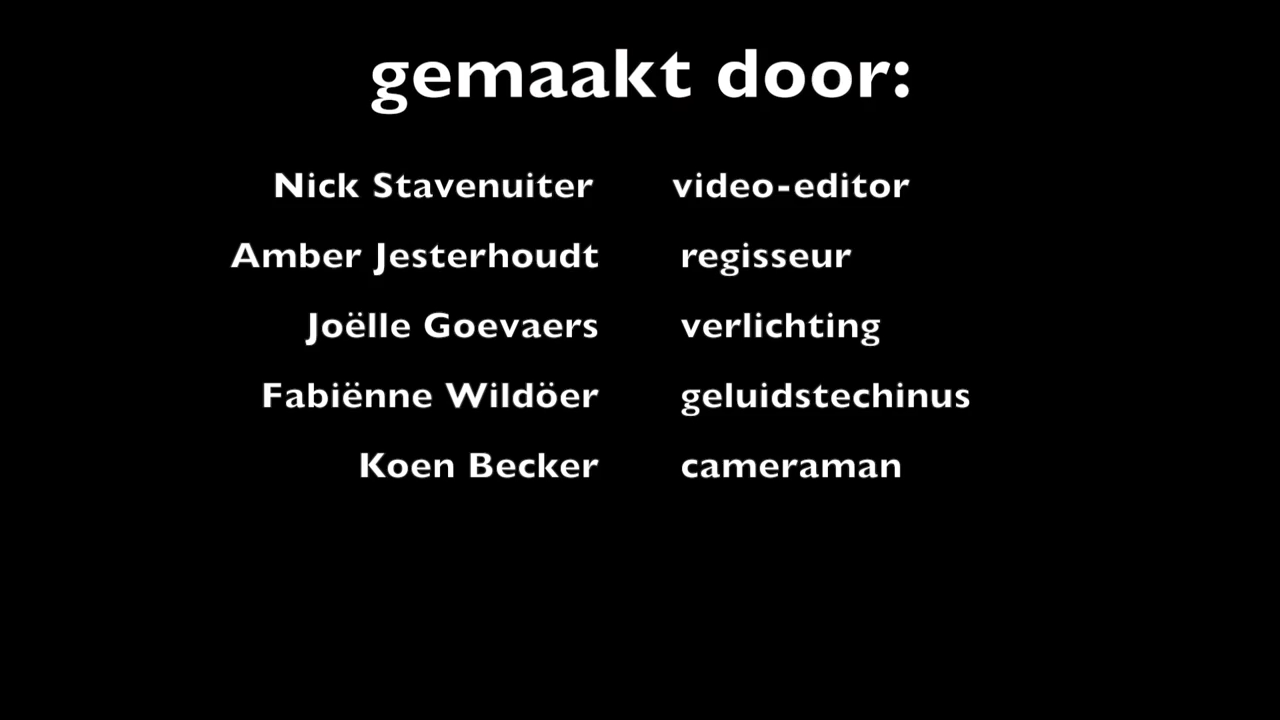 gemaakt door:
Nick Stavenuiter video-editor
Amber Jesterhoudt regisseur
Joëlle Goevaers verlichting
Fabiënne Wildöer geluidstechinus
Koen Becker cameraman